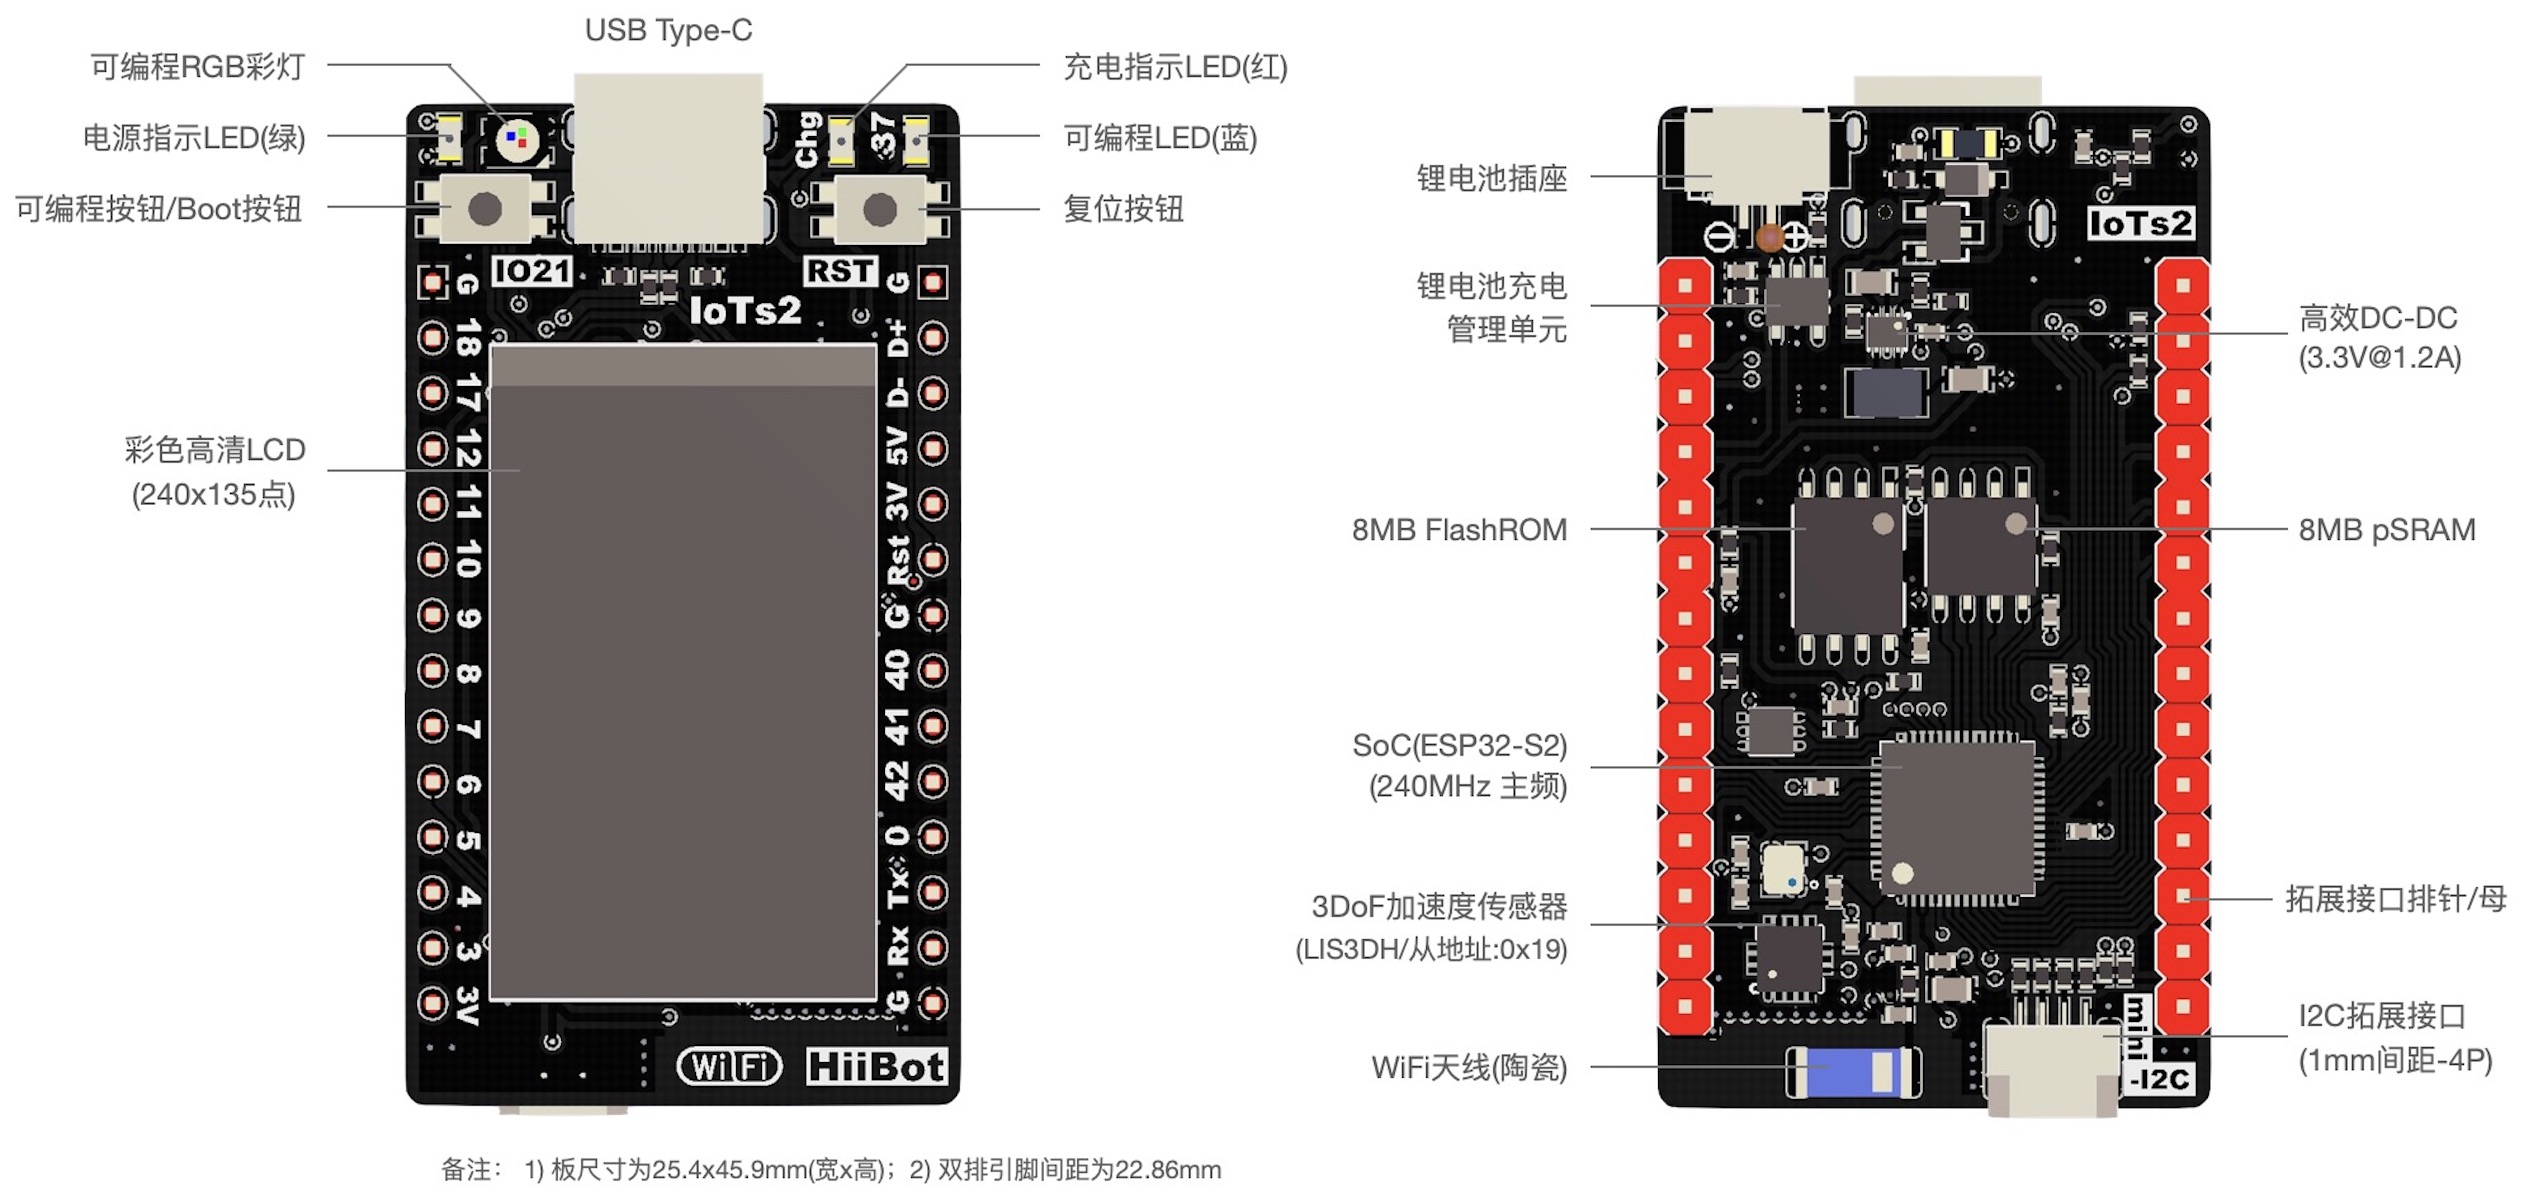 USB Type-C
可编程RGB彩灯
电源指示LED(绿)
可编程按钮/Boot按钮
彩色高清LCD
(240x135点)
充电指示LED(红)
可编程LED(蓝)
复位按钮
Chg
37
IO21
RST
IoTs2
G
18
17
12
11
10
9
8
7
6
5
4
3
3V
G
D+
D-
5V
3V
Rst
G
40
41
42
0
Tx
Rx
G
WiFi
HiiBot
锂电池插座
锂电池充电
管理单元
8MB FlashROM
SoC(ESP32-S2)
(240MHz 主频)
3DoF加速度传感器
(LIS3DH/从地址:0x19)
WiFi天线(陶瓷)
IoTs2
mini
-I2C
高效DC-DC
(3.3V@1.2A)
8MB pSRAM
拓展接口排针/母
I2C拓展接口
(1mm间距-4P)
备注： 1) 板尺寸为25.4x45.9mm(宽x高)；2) 双排引脚间距为22.86mm